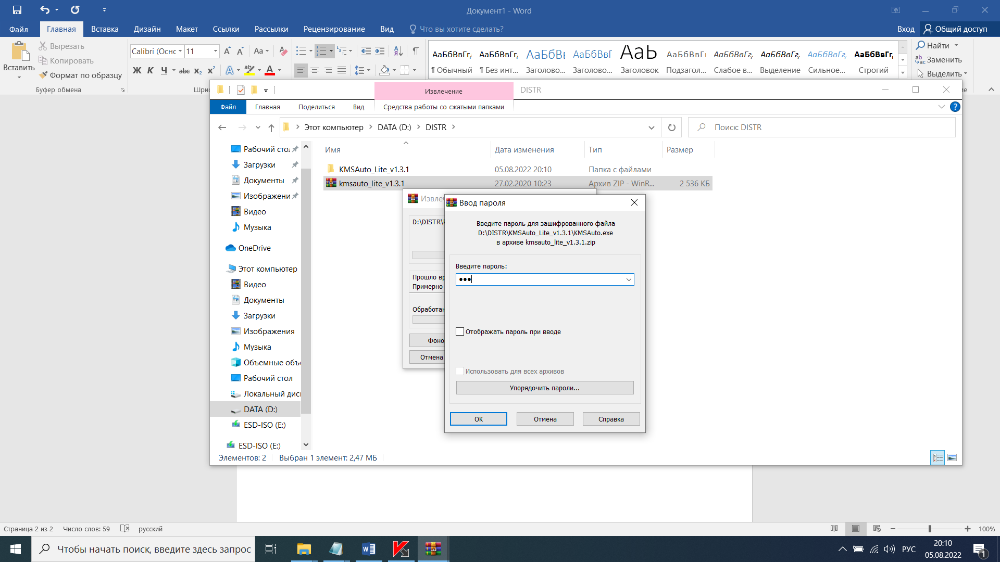 Документ1 - Word
Файл
Главная
Вставка
Дизайн
Макет
Ссылки
Рассылки
Рецензирование
Вид
Что вы хотите сделать?
Вход
Общий доступ
Вставить
Вырезать
Копировать
Формат по образцу
Буфер обмена
Calibri (Оснс
11
Aa
Ж К Ч abc x₂ x²
АаБбВвГг, АаБбВвГг, АаБбВі АаБбВвГ АаЬ АаБбВвГг АаБбВвГг, АаБбВвГг, АаБбВвГг, АаБбВвГг,
¶ Обычный
¶ Без инт...
Заголово...
Заголово...
Заголовок
Подзагол...
Слабое в...
Выделение
Сильное...
Строгий
Найти
Заменить
Выделить
Извлечение
DISTR
Файл
Главная
Поделиться
Вид
Средства работы со сжатыми папками
Этот компьютер > DATA (D:) > DISTR >
Поиск: DISTR
Рабочий стол
Загрузки
Документы
Изображени
Видео
Музыка
OneDrive
Этот компьютер
Видео
Документы
Загрузки
Изображения
Музыка
Объемные объ
Рабочий стол
Локальный дис
DATA (D:)
ESD-ISO (E:)
ESD-ISO (E:)
Имя
Дата изменения
Тип
Размер
KMSAuto_Lite_v1.3.1 05.08.2022 20:10 Папка с файлами
kmsauto_lite_v1.3.1 27.02.2020 10:23 Архив ZIP - WinR... 2 536 КБ
Извлеч
D:\DISTR\
Прошло вр
Примерно
Обработан
Фоно
Отмена
Ввод пароля
Введите пароль для зашифрованного файла
D:\DISTR\KMSAuto_Lite_v1.3.1\KMSAuto.exe
в архиве kmsauto_lite_v1.3.1.zip
Введите пароль:
Отображать пароль при вводе
Использовать для всех архивов
Упорядочить пароли...
ОК
Отмена
Справка
Элементов: 2
Выбран 1 элемент: 2,47 МБ
Страница 2 из 2
Число слов: 59
русский
100%
Чтобы начать поиск, введите здесь запрос
РУС
20:10
05.08.2022
1